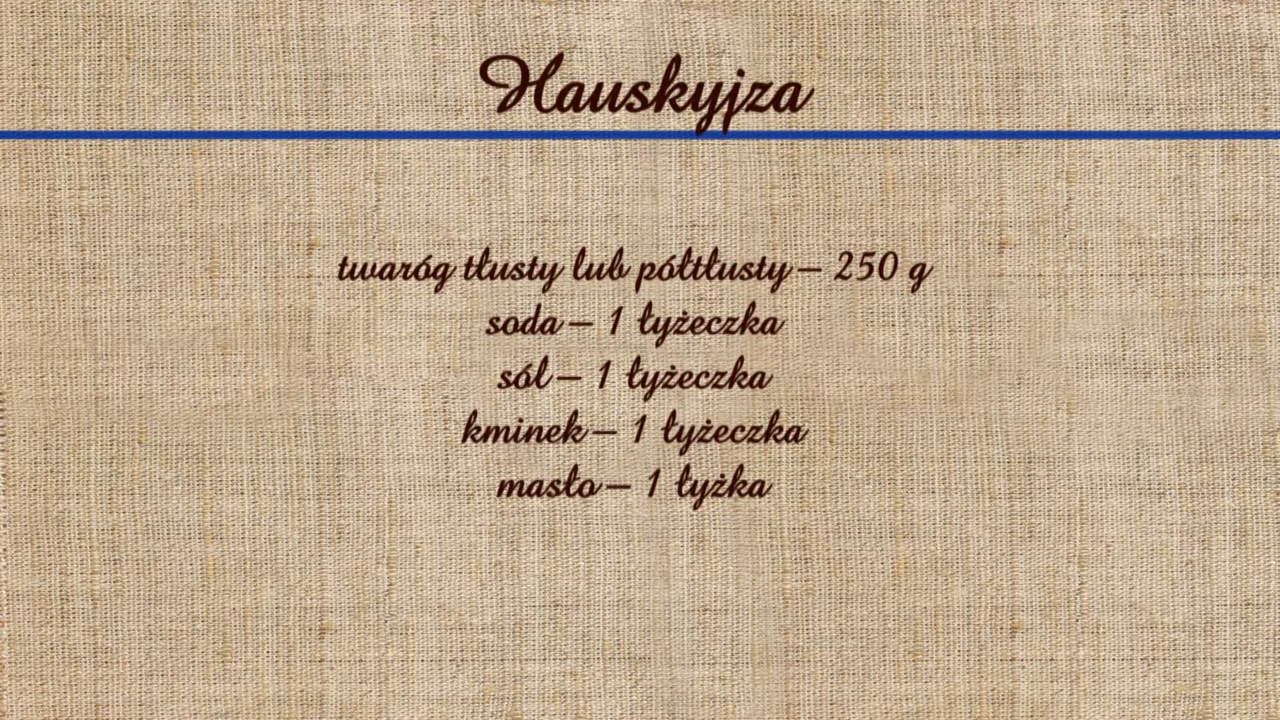 Hauskyjza
twaróg tłusty lub półtłusty – 250 g
soda – 1 łyżeczka
sól – 1 łyżeczka
kminek – 1 łyżeczka
masło – 1 łyżka